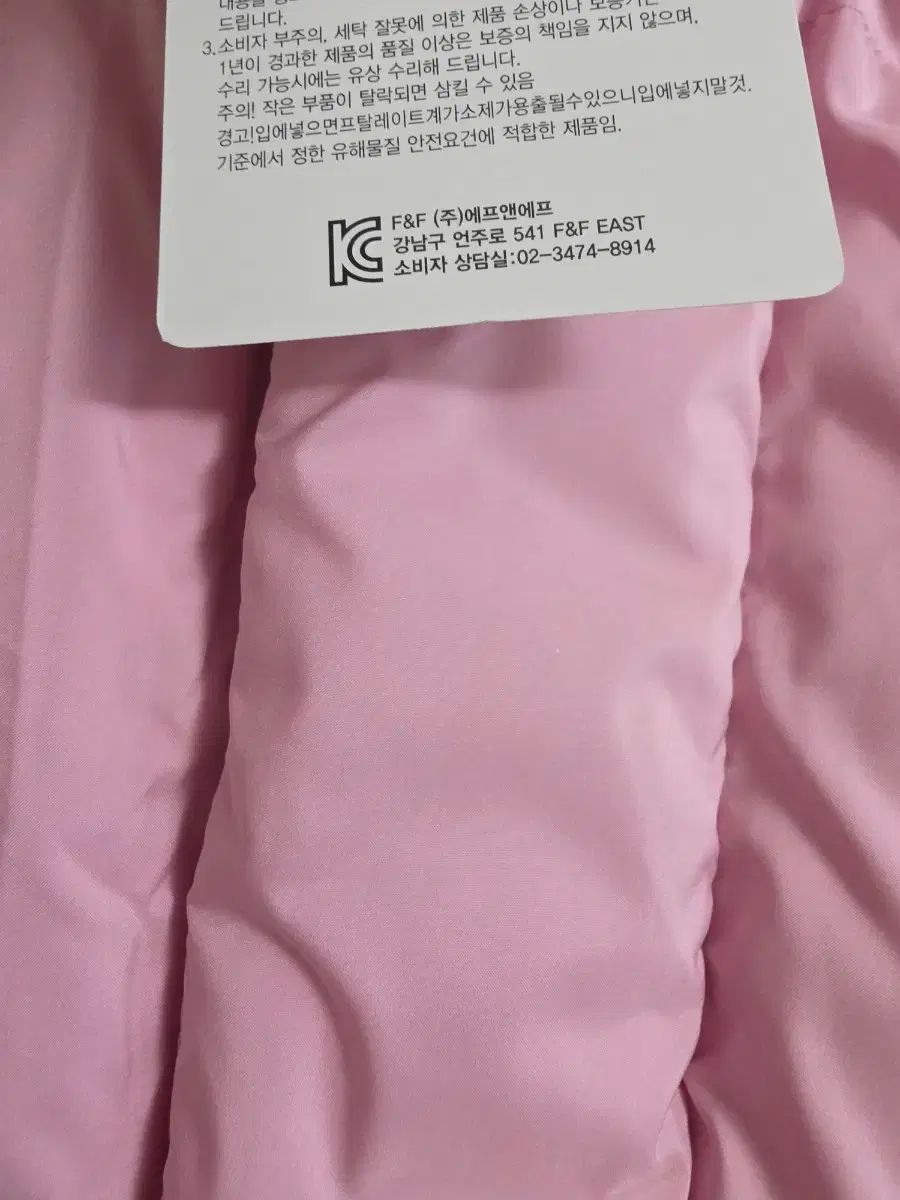 드립니다.
3. 소비자 부주의, 세탁 잘못에 의한 제품 손상이나
1년이 경과한 제품의 품질 이상은 보증의 책임을 지지 않으며,
수리 가능시에는 유상 수리해 드립니다.
주의! 작은 부품이 탈락되면 삼킬 수 있음
경고!입에넣으면프탈레이트계가소제가용출될수있으니입에넣지말것.
기준에서 정한 유해물질 안전요건에 적합한 제품임.
KC
F&F (주)에프앤에프
강남구 언주로 541 F&F EAST
소비자 상담실:02-3474-8914